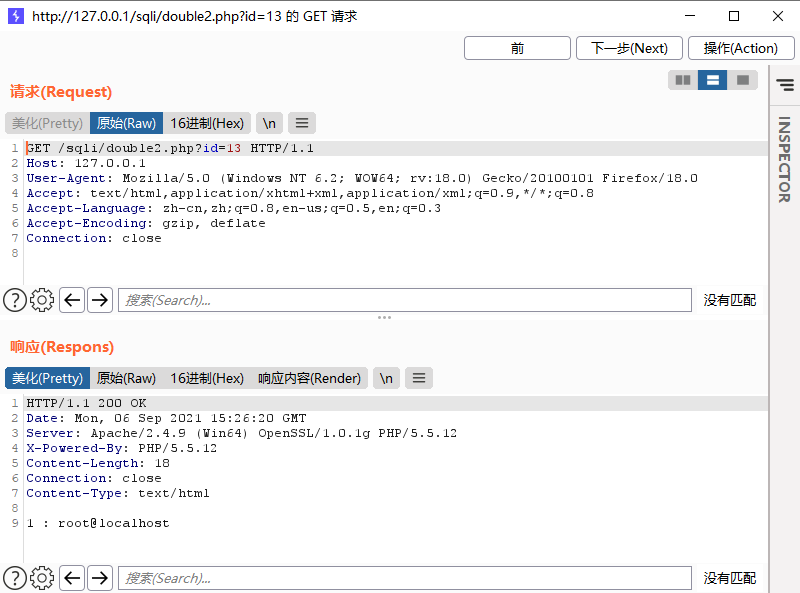 http://127.0.0.1/sqli/double2.php?id=13 的 GET 请求
前 下一步(Next) 操作(Action)
请求(Request)
美化(Pretty) 原始(Raw) 16进制(Hex) \n
INSPECTOR
1 GET /sqli/double2.php?id=13 HTTP/1.1
2 Host: 127.0.0.1
3 User-Agent: Mozilla/5.0 (Windows NT 6.2; WOW64; rv:18.0) Gecko/20100101 Firefox/18.0
4 Accept: text/html,application/xhtml+xml,application/xml;q=0.9,*/*;q=0.8
5 Accept-Language: zh-cn,zh;q=0.8,en-us;q=0.5,en;q=0.3
6 Accept-Encoding: gzip, deflate
7 Connection: close
8
? 搜索(Search)... 没有匹配
响应(Respons)
美化(Pretty) 原始(Raw) 16进制(Hex) 响应内容(Render) \n
1 HTTP/1.1 200 OK
2 Date: Mon, 06 Sep 2021 15:26:20 GMT
3 Server: Apache/2.4.9 (Win64) OpenSSL/1.0.1g PHP/5.5.12
4 X-Powered-By: PHP/5.5.12
5 Content-Length: 18
6 Connection: close
7 Content-Type: text/html
8
9 1 : root@localhost
? 搜索(Search)... 没有匹配